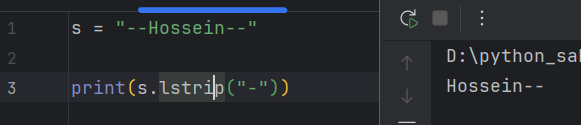 1 s = "--Hossein--"
2
3 print(s.lstrip("-"))
D:\python_sa
Hossein--